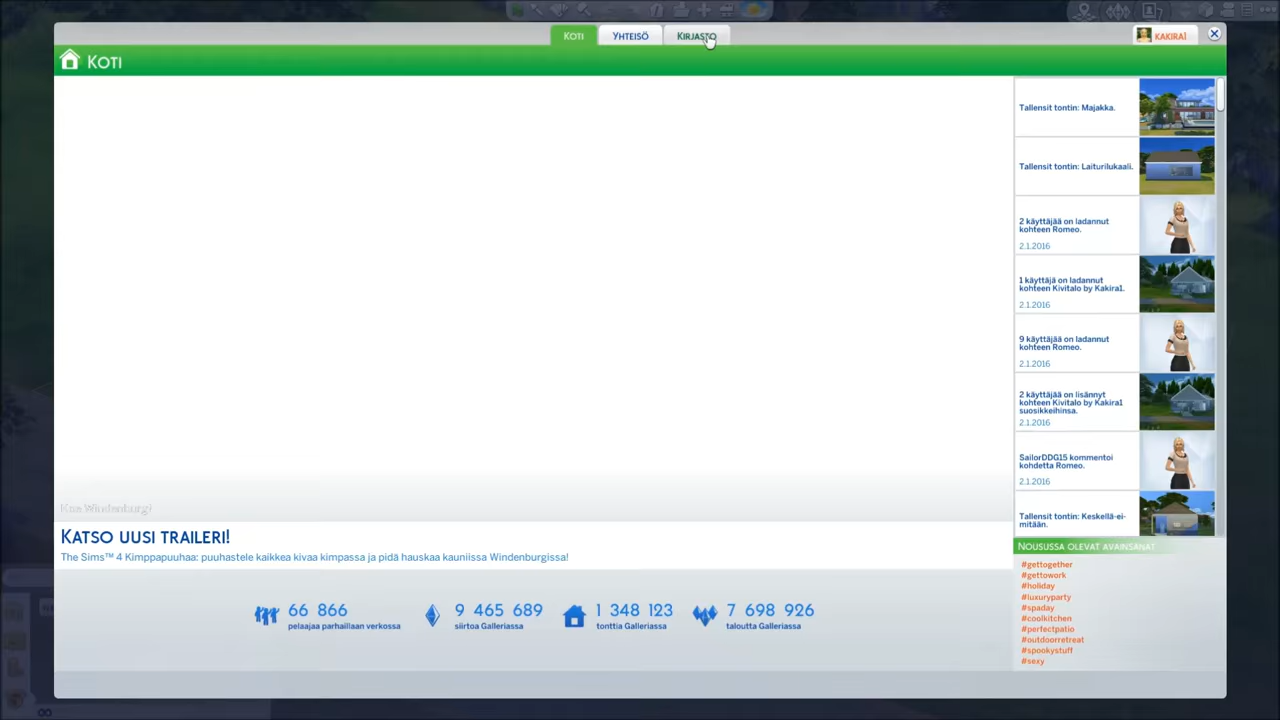 Koti
Yhteisö
Kirjasto
KAKIRA1
Koti
Tallensit tontin: Majakka.
Tallensit tontin: Laiturilukaali.
2 käyttäjää on ladannut
kohteen Romeo.
2.1.2016
1 käyttäjä on ladannut
kohteen Kivitalo by Kakira1.
2.1.2016
9 käyttäjää on ladannut
kohteen Romeo.
2.1.2016
2 käyttäjää on lisännyt
kohteen Kivitalo by Kakira1
suosikkeihinsa.
2.1.2016
SailorDDG15 kommentoi
kohdetta Romeo.
2.1.2016
Tallensit tontin: Keskellä-ei-
mitään.
Koe Windenburg!
Katso uusi traileri!
The Sims™ 4 Kimppapuuhaa: puuhastele kaikkea kivaa kimpassa ja pidä hauskaa kauniissa Windenburgissa!
66 866
pelaajaa parhaillaan verkossa
9 465 689
siirtoa Galleriassa
1 348 123
tonttia Galleriassa
7 698 926
taloutta Galleriassa
Nousussa olevat avainsanat
#gettogether
#gettowork
#holiday
#luxuryparty
#spaday
#coolkitchen
#perfectpatio
#outdoorretreat
#spookystuff
#sexy